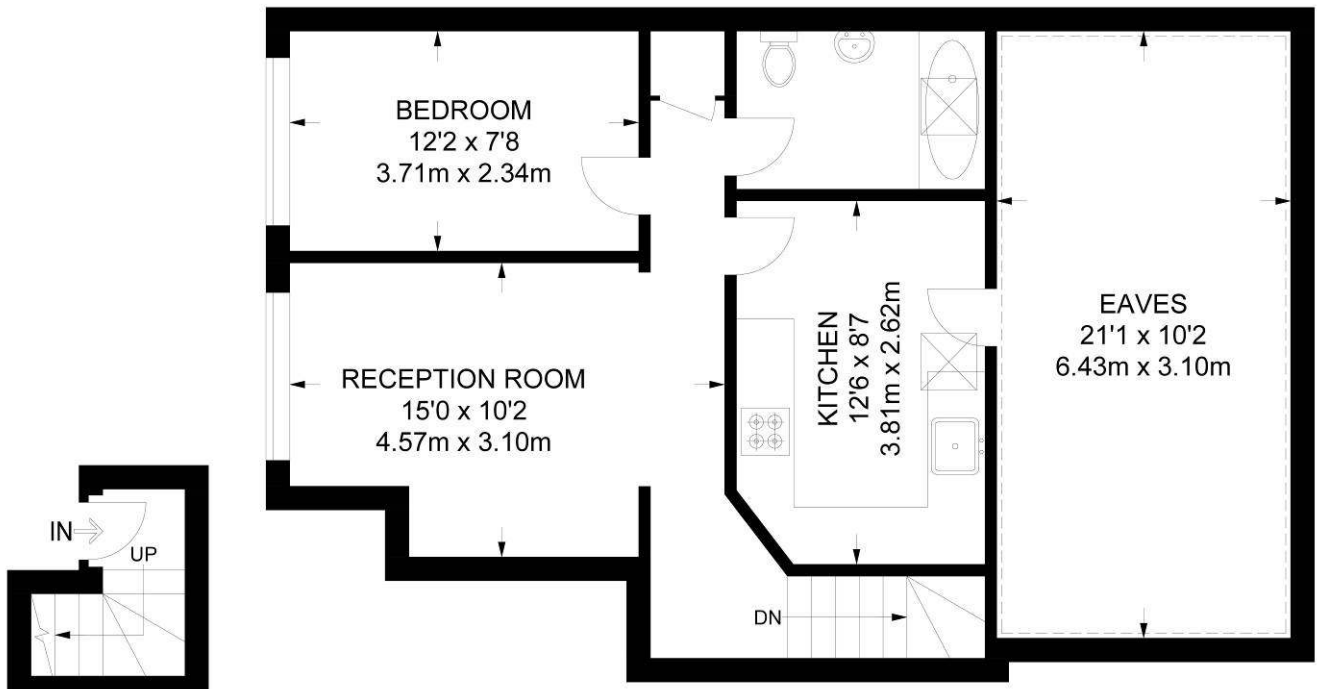 BEDROOM
12'2 x 7'8
3.71m x 2.34m
RECEPTION ROOM
15'0 x 10'2
4.57m x 3.10m
KITCHEN
12'6 x 8'7
3.81m x 2.62m
EAVES
21'1 x 10'2
6.43m x 3.10m
IN
UP
DN